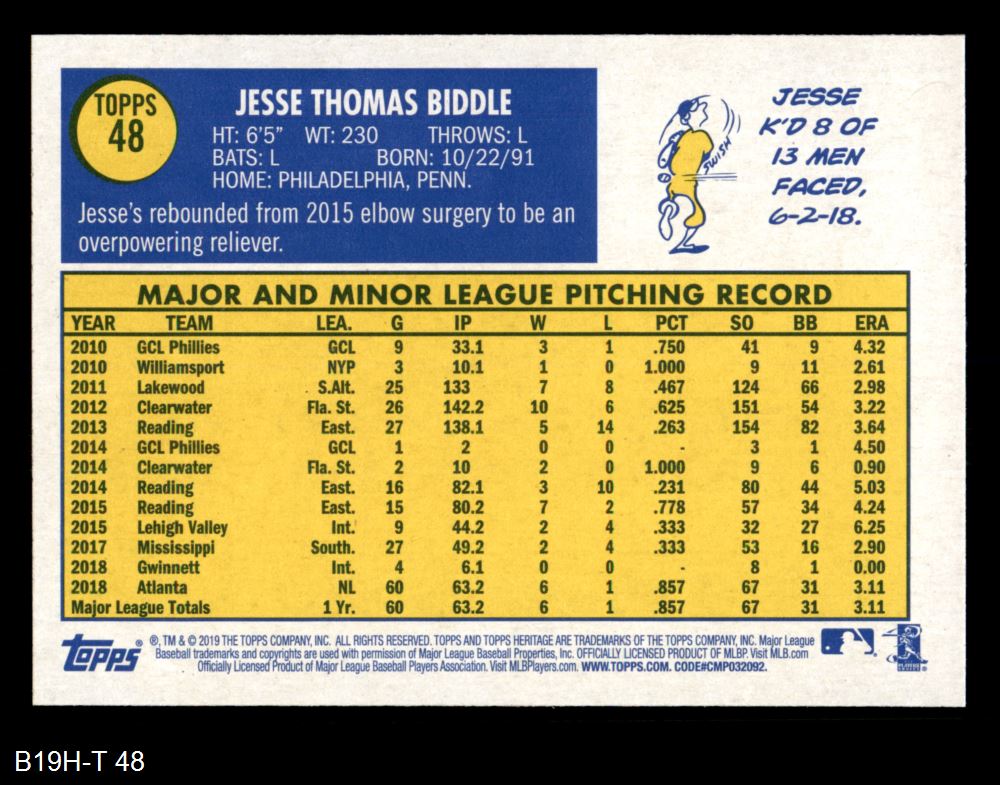 TOPPS
48
JESSE THOMAS BIDDLE
HT: 6'5" WT: 230 THROWS: L
BATS: L BORN: 10/22/91
HOME: PHILADELPHIA, PENN.
Jesse's rebounded from 2015 elbow surgery to be an
overpowering reliever.
SWISH
JESSE
K'D 8 OF
13 MEN
FACED,
6-2-18.
MAJOR AND MINOR LEAGUE PITCHING RECORD
YEAR TEAM LEA. G IP W L PCT SO BB ERA
2010 GCL Phillies GCL 9 33.1 3 1 .750 41 9 4.32
2010 Williamsport NYP 3 10.1 1 0 1.000 9 11 2.61
2011 Lakewood S.Alt. 25 133 7 8 .467 124 66 2.98
2012 Clearwater Fla. St. 26 142.2 10 6 .625 151 54 3.22
2013 Reading East. 27 138.1 5 14 .263 154 82 3.64
2014 GCL Phillies GCL 1 2 0 0 - 3 1 4.50
2014 Clearwater Fla. St. 2 10 2 0 1.000 9 6 0.90
2014 Reading East. 16 82.1 3 10 .231 80 44 5.03
2015 Reading East. 15 80.2 7 2 .778 57 34 4.24
2015 Lehigh Valley Int. 9 44.2 2 4 .333 32 27 6.25
2017 Mississippi South. 27 49.2 2 4 .333 53 16 2.90
2018 Gwinnett Int. 4 6.1 0 0 - 8 1 0.00
2018 Atlanta NL 60 63.2 6 1 .857 67 31 3.11
Major League Totals 1 Yr. 60 63.2 6 1 .857 67 31 3.11
Topps ®, TM & © 2019 THE TOPPS COMPANY, INC. ALL RIGHTS RESERVED. TOPPS AND TOPPS HERITAGE ARE TRADEMARKS OF THE TOPPS COMPANY, INC. Major League
Baseball trademarks and copyrights are used with permission of Major League Baseball Properties, Inc. OFFICIALLY LICENSED PRODUCT OF MLBP. Visit MLB.com
Officially Licensed Product of Major League Baseball Players Association. Visit MLBPlayers.com. WWW.TOPPS.COM. CODE#CMP032092.
B19H-T 48